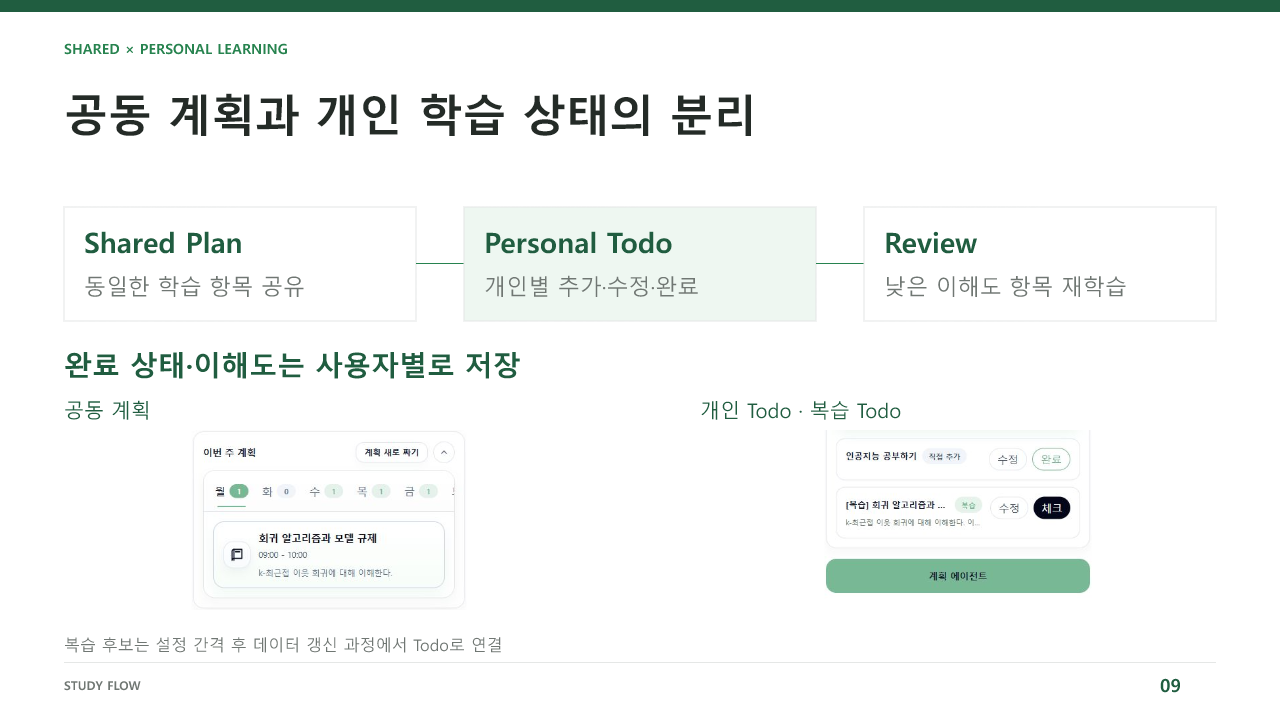 SHARED × PERSONAL LEARNING
공동 계획과 개인 학습 상태의 분리
Shared Plan
동일한 학습 항목 공유
Personal Todo
개인별 추가·수정·완료
Review
낮은 이해도 항목 재학습
완료 상태·이해도는 사용자별로 저장
공동 계획
이번 주 계획 계획 새로 짜기
월 1 화 0 수 1 목 1 금 1
회귀 알고리즘과 모델 규제
09:00 - 10:00
k-최근접 이웃 회귀에 대해 이해한다.
개인 Todo · 복습 Todo
인공지능 공부하기 직접 추가 수정 완료
[복습] 회귀 알고리즘과 ... 복습 수정 체크
k-최근접 이웃 회귀에 대해 이해한다. 이...
계획 에이전트
복습 후보는 설정 간격 후 데이터 갱신 과정에서 Todo로 연결
STUDY FLOW
09